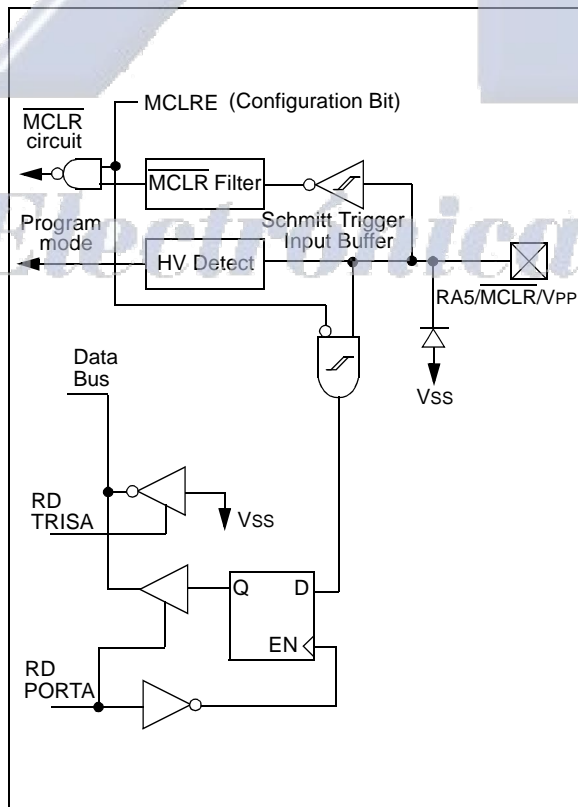 MCLRE (Configuration Bit)
MCLR
circuit
MCLR Filter
Schmitt Trigger
Input Buffer
Program
mode
HV Detect
RA5/MCLR/VPP
VSS
Data
Bus
RD
TRISA
VSS
Q
D
EN
RD
PORTA
Electrónica